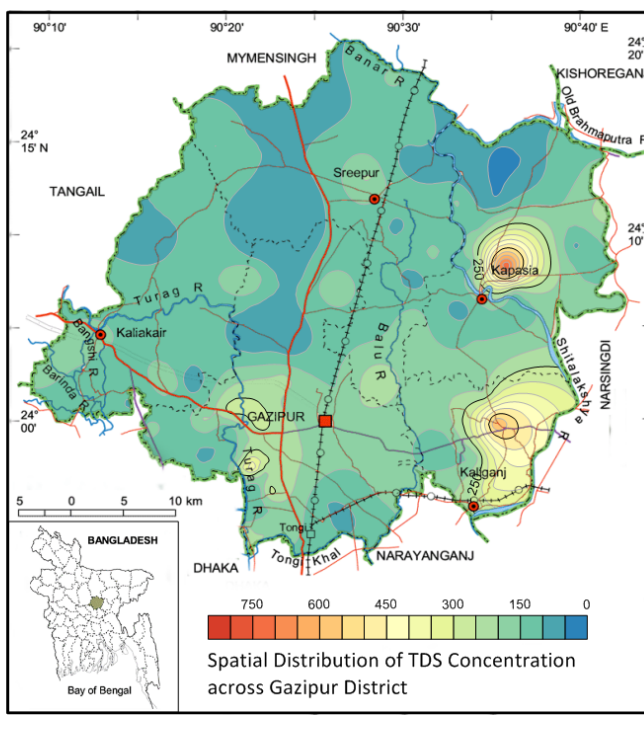 90°10'
90°20'
90°30'
90°40' E
24°
20'
MYMENSINGH
Banar R
KISHOREGAN
Old Brahmaputra R
24°
15' N
Sreepur
TANGAIL
24°
10'
250
Kapasia
Turag R
Kaliakair
Bangshi R
Barinda R
Balu R
Shitalakshya
R
NARSINGDI
24°
00'
GAZIPUR
Turag R
Kaliganj
250
5 0 5 10 km
Tongi
Tongi Khal
DHAKA
NARAYANGANJ
BANGLADESH
Bay of Bengal
750 600 450 300 150 0
Spatial Distribution of TDS Concentration
across Gazipur District